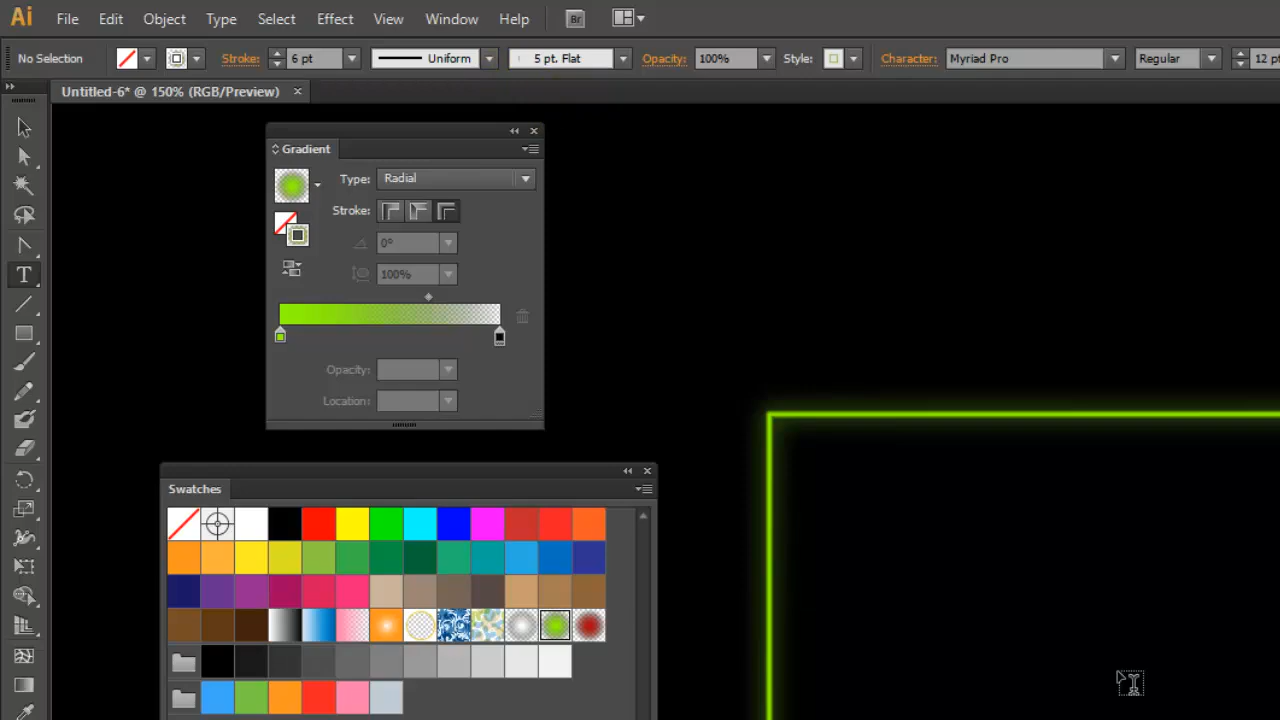 Ai File Edit Object Type Select Effect View Window Help Br
No Selection Stroke: 6 pt Uniform 5 pt. Flat Opacity: 100% Style: Character: Myriad Pro Regular 12 pt
Untitled-6* @ 150% (RGB/Preview)
Gradient
Type: Radial
Stroke:
0°
100%
Opacity:
Location:
Swatches
T